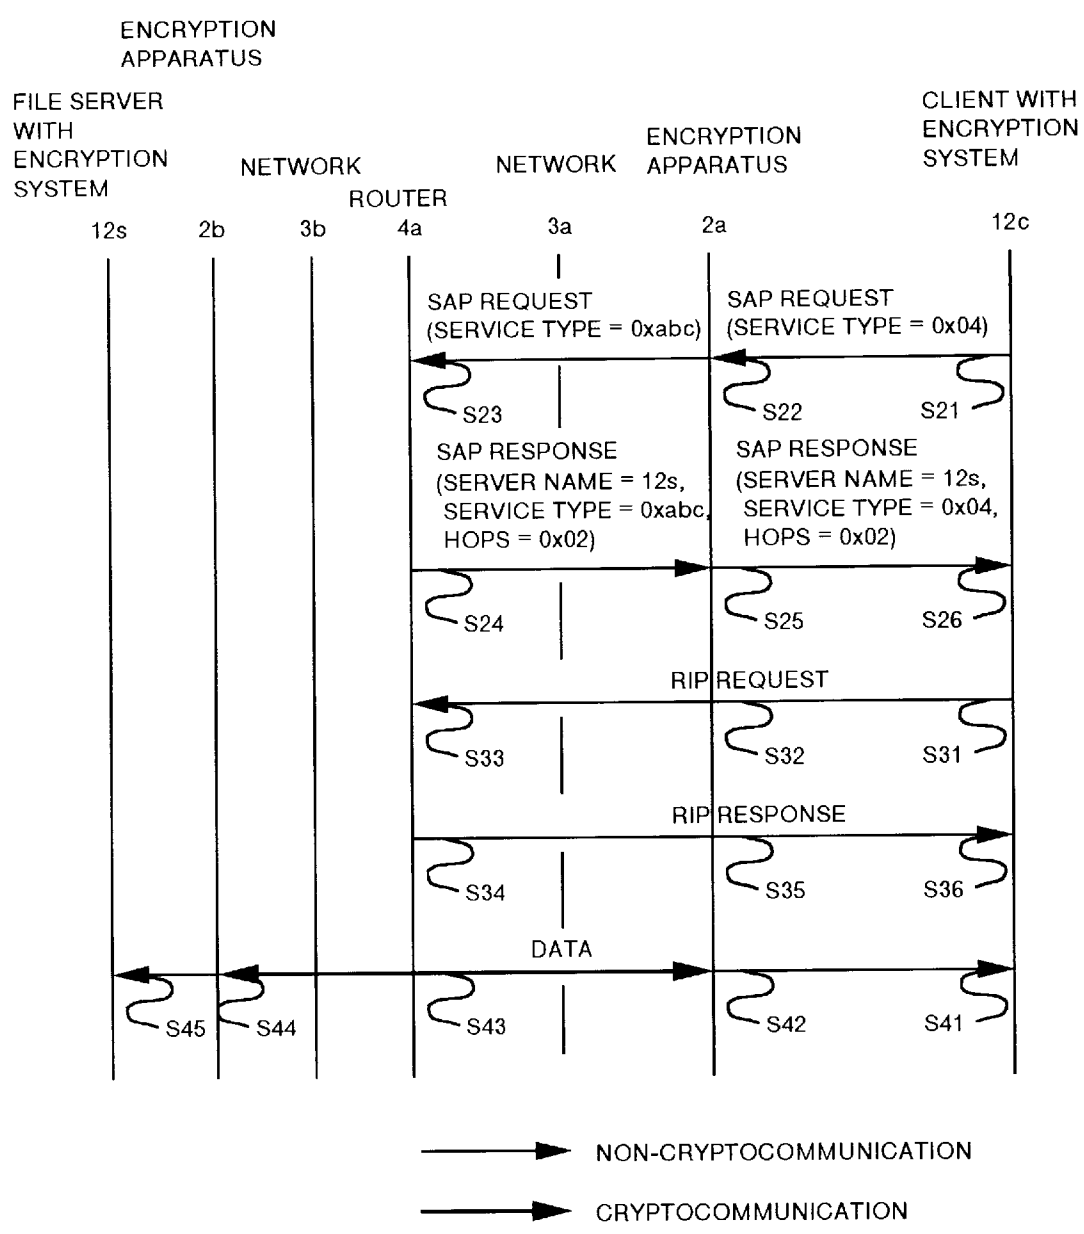 ENCRYPTION
APPARATUS
FILE SERVER
WITH
ENCRYPTION
SYSTEM
NETWORK
ROUTER
NETWORK
ENCRYPTION
APPARATUS
CLIENT WITH
ENCRYPTION
SYSTEM
12s
2b
3b
4a
3a
2a
12c
SAP REQUEST
(SERVICE TYPE = 0xabc)
SAP REQUEST
(SERVICE TYPE = 0x04)
S23
S22
S21
SAP RESPONSE
(SERVER NAME = 12s,
SERVICE TYPE = 0xabc,
HOPS = 0x02)
SAP RESPONSE
(SERVER NAME = 12s,
SERVICE TYPE = 0x04,
HOPS = 0x02)
S24
S25
S26
RIP REQUEST
S33
S32
S31
RIP RESPONSE
S34
S35
S36
DATA
S45
S44
S43
S42
S41
NON-CRYPTOCOMMUNICATION
CRYPTOCOMMUNICATION